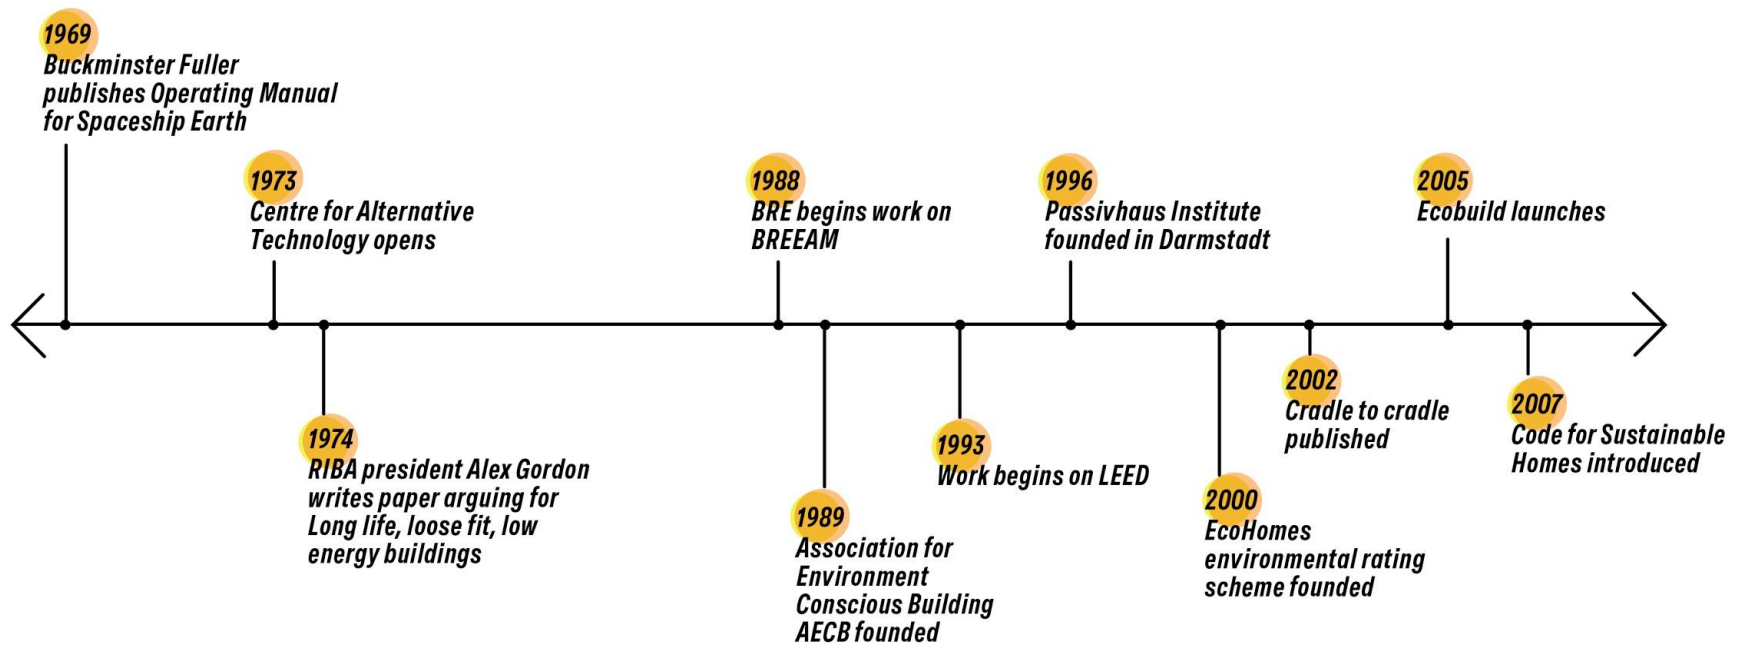 1969
Buckminster Fuller
publishes Operating Manual
for Spaceship Earth
1973
Centre for Alternative
Technology opens
1974
RIBA president Alex Gordon
writes paper arguing for
Long life, loose fit, low
energy buildings
1988
BRE begins work on
BREEAM
1989
Association for
Environment
Conscious Building
AECB founded
1993
Work begins on LEED
1996
Passivhaus Institute
founded in Darmstadt
2000
EcoHomes
environmental rating
scheme founded
2002
Cradle to cradle
published
2005
Ecobuild launches
2007
Code for Sustainable
Homes introduced